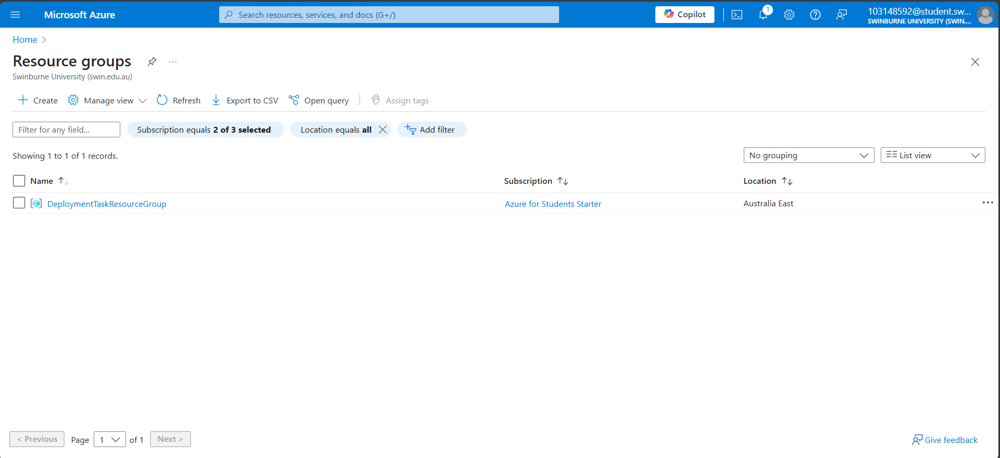 Microsoft Azure
Search resources, services, and docs (G+/)
Copilot
1
103148592@student.sw...
SWINBURNE UNIVERSITY (SWIN....
Home
Resource groups
...
Swinburne University (swin.edu.au)
Create
Manage view
Refresh
Export to CSV
Open query
Assign tags
Filter for any field...
Subscription equals 2 of 3 selected
Location equals all
Add filter
Showing 1 to 1 of 1 records.
No grouping
List view
Name
Subscription
Location
DeploymentTaskResourceGroup
Azure for Students Starter
Australia East
< Previous
Page
1
of 1
Next >
Give feedback